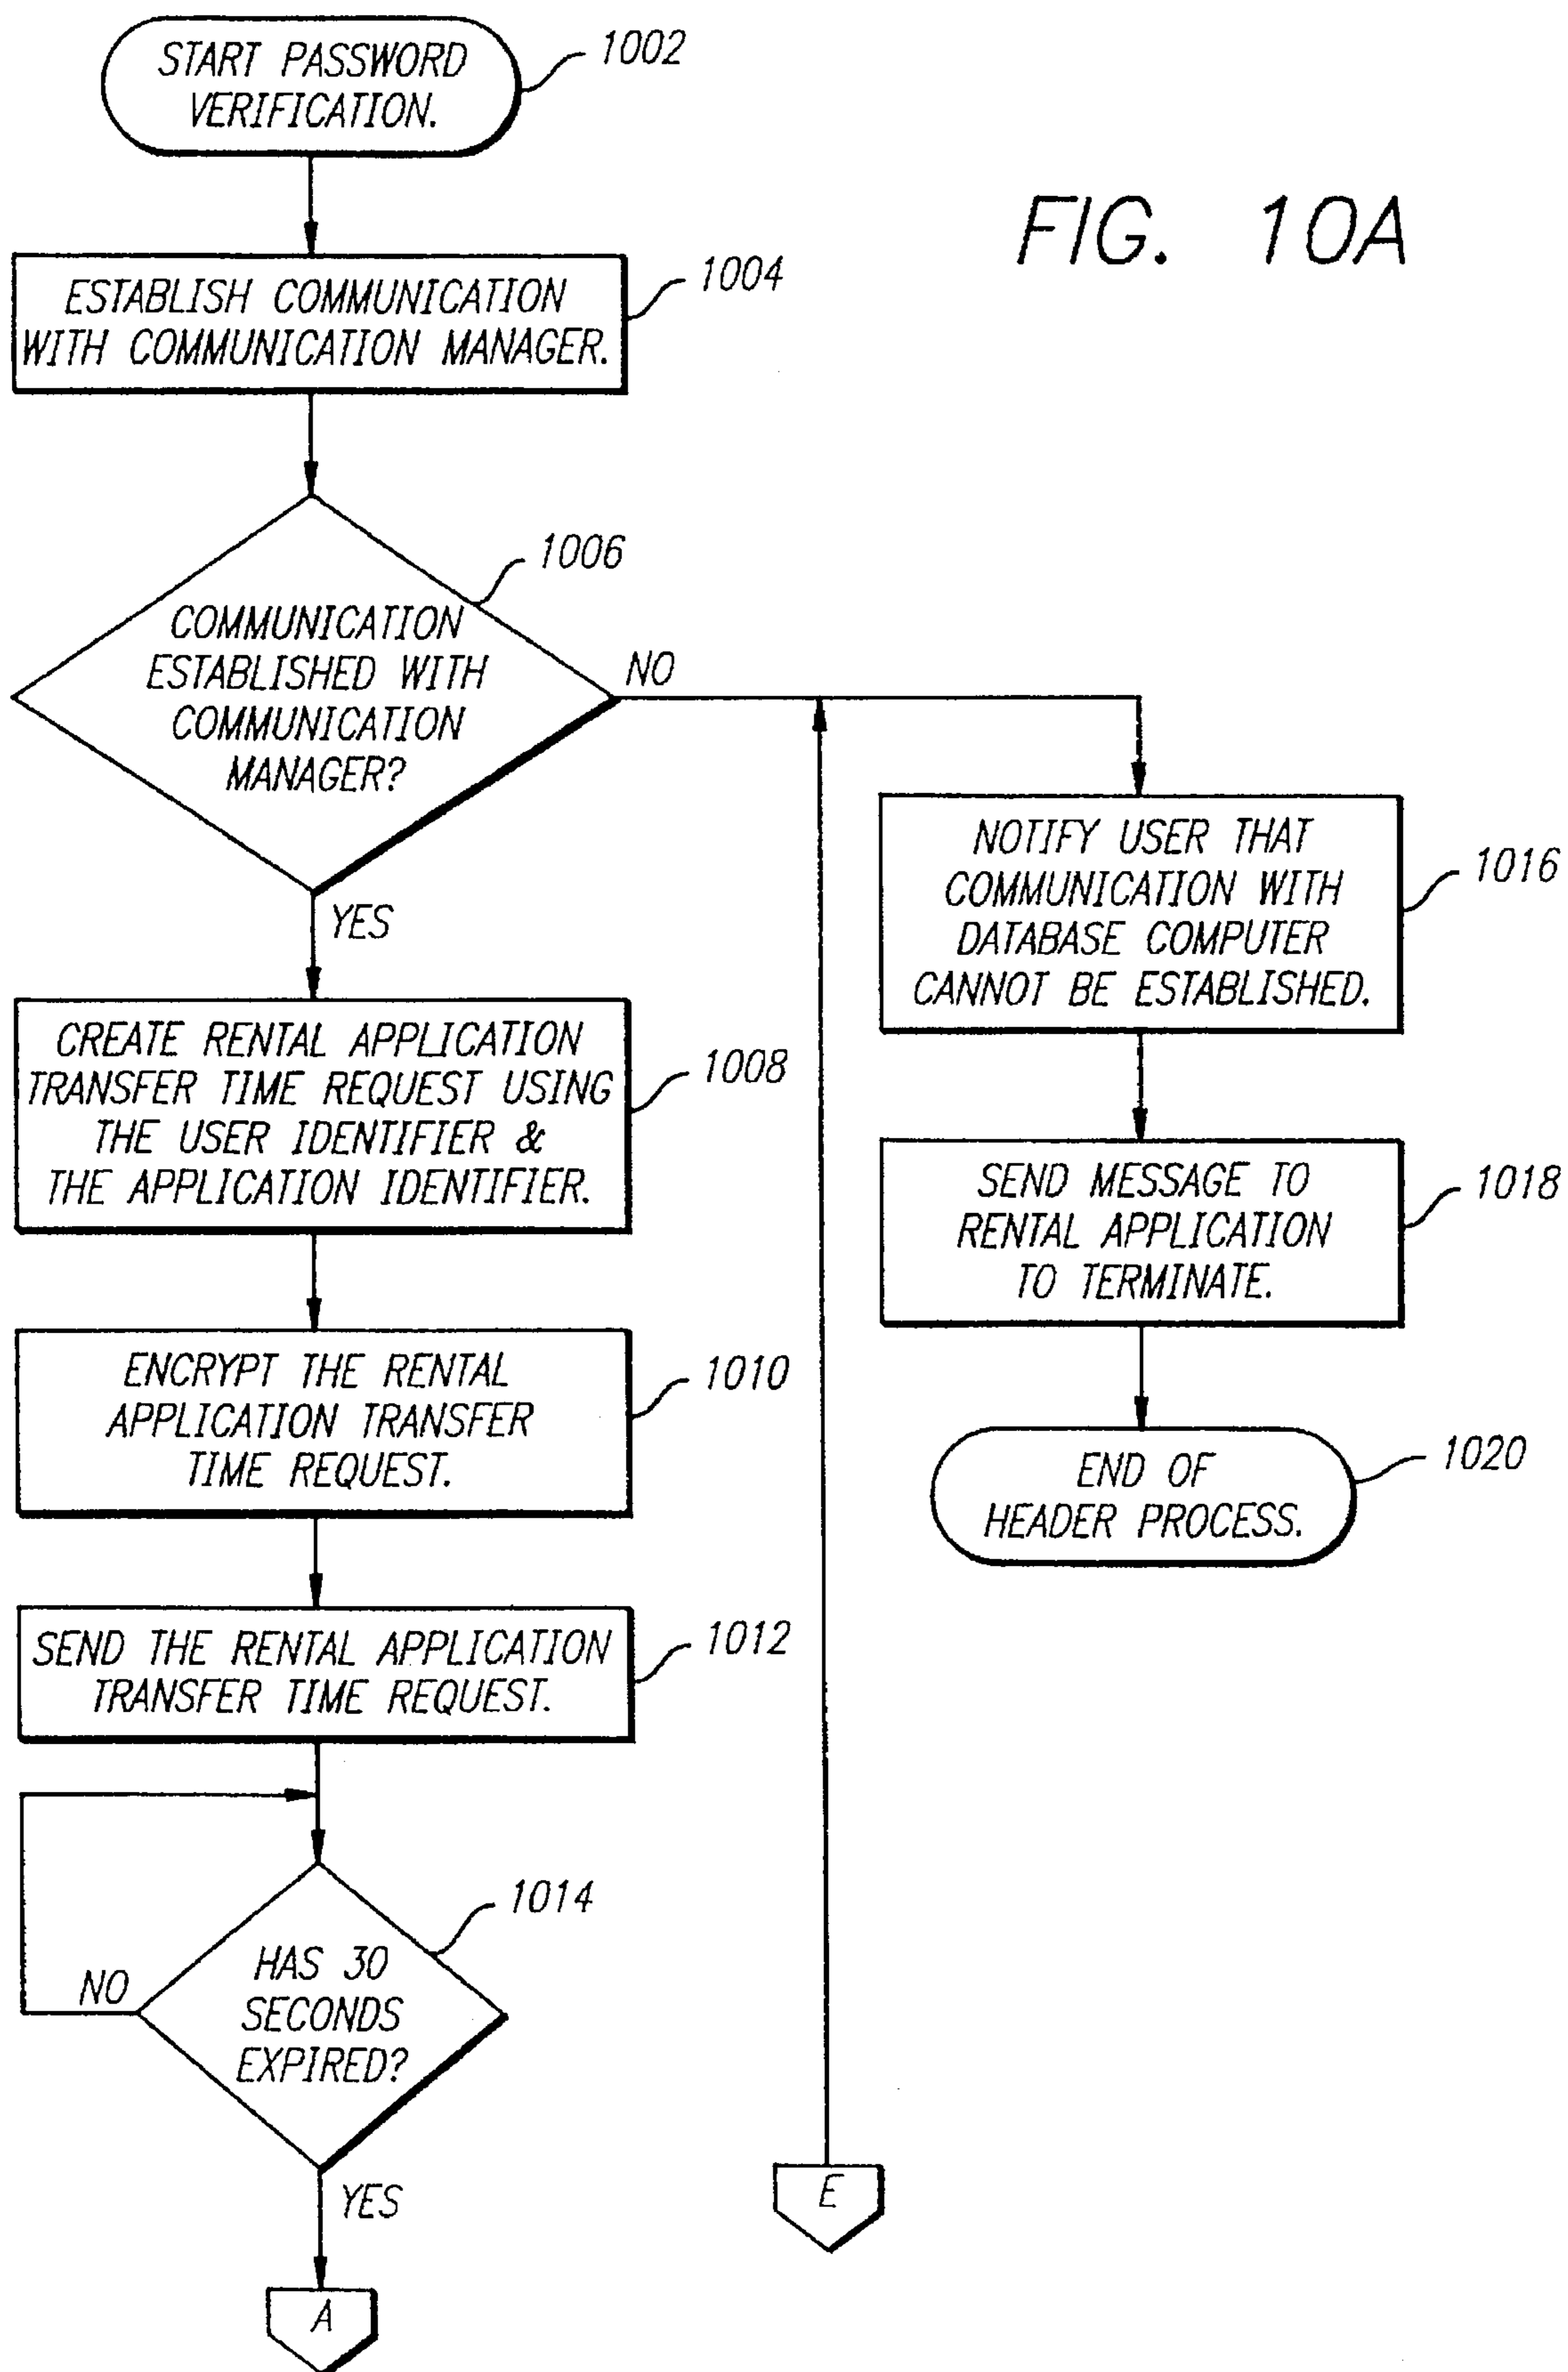 START PASSWORD
VERIFICATION.
1002
FIG. 10A
ESTABLISH COMMUNICATION
WITH COMMUNICATION MANAGER.
1004
1006
COMMUNICATION
ESTABLISHED WITH
COMMUNICATION
MANAGER?
NO
YES
NOTIFY USER THAT
COMMUNICATION WITH
DATABASE COMPUTER
CANNOT BE ESTABLISHED.
1016
CREATE RENTAL APPLICATION
TRANSFER TIME REQUEST USING
THE USER IDENTIFIER &
THE APPLICATION IDENTIFIER.
1008
SEND MESSAGE TO
RENTAL APPLICATION
TO TERMINATE.
1018
ENCRYPT THE RENTAL
APPLICATION TRANSFER
TIME REQUEST.
1010
END OF
HEADER PROCESS.
1020
SEND THE RENTAL APPLICATION
TRANSFER TIME REQUEST.
1012
1014
HAS 30
SECONDS
EXPIRED?
NO
YES
E
A